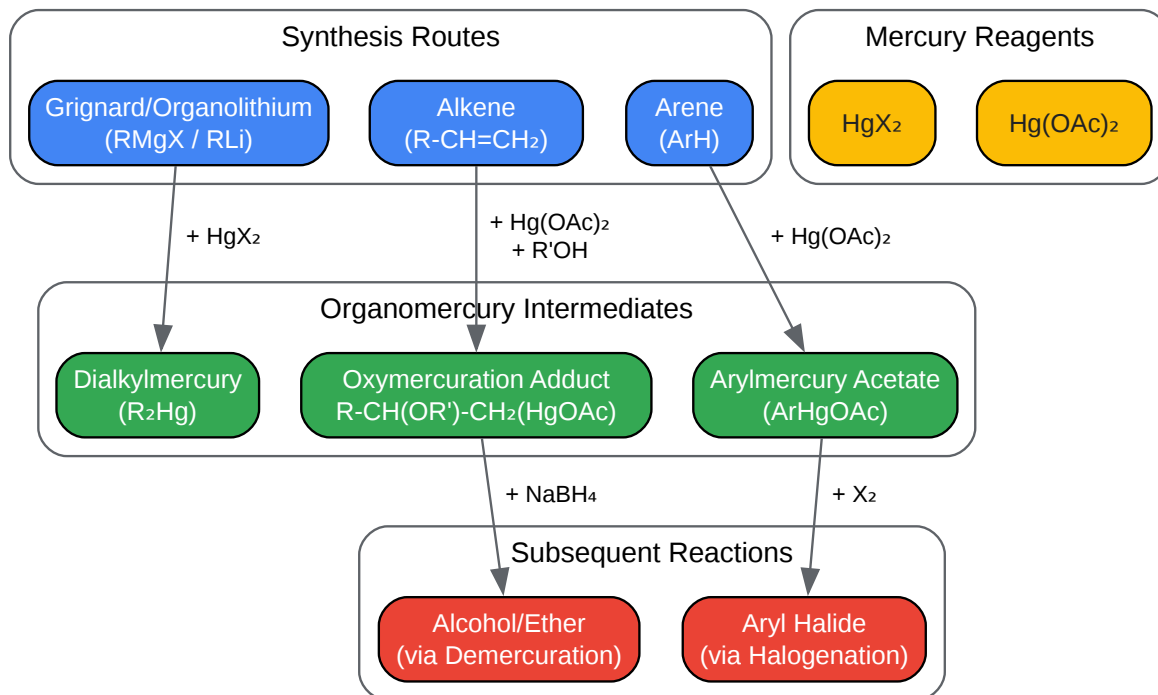 Synthesis Routes
Mercury Reagents
Grignard/Organolithium
(RMgX / RLi)
Alkene
(R-CH=CH₂)
Arene
(ArH)
HgX₂
Hg(OAc)₂
+ HgX₂
+ Hg(OAc)₂
+ R'OH
+ Hg(OAc)₂
Organomercury Intermediates
Dialkylmercury
(R₂Hg)
Oxymercuration Adduct
R-CH(OR')-CH₂(HgOAc)
Arylmercury Acetate
(ArHgOAc)
+ NaBH₄
+ X₂
Subsequent Reactions
Alcohol/Ether
(via Demercuration)
Aryl Halide
(via Halogenation)